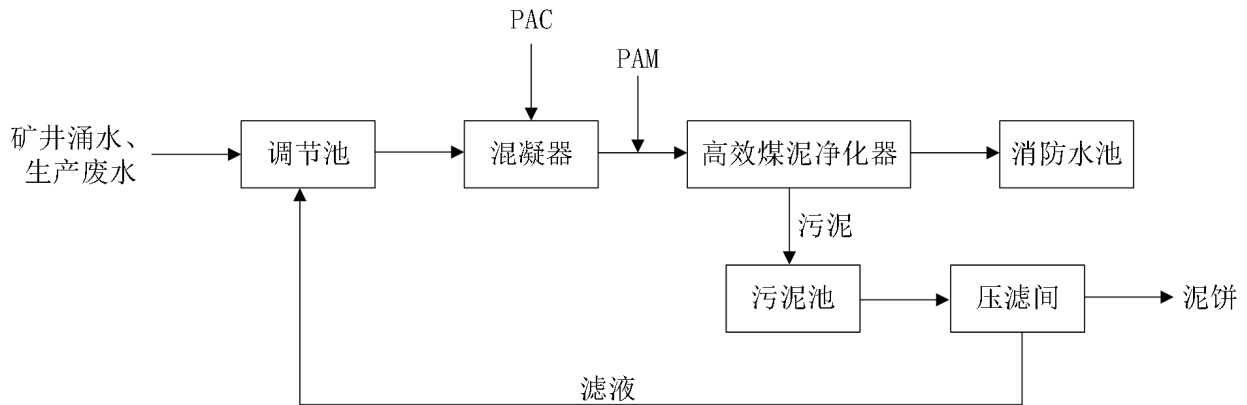 PAC
PAM
矿井涌水、
生产废水
调节池
混凝器
高效煤泥净化器
消防水池
污泥
污泥池
压滤间
泥饼
滤液